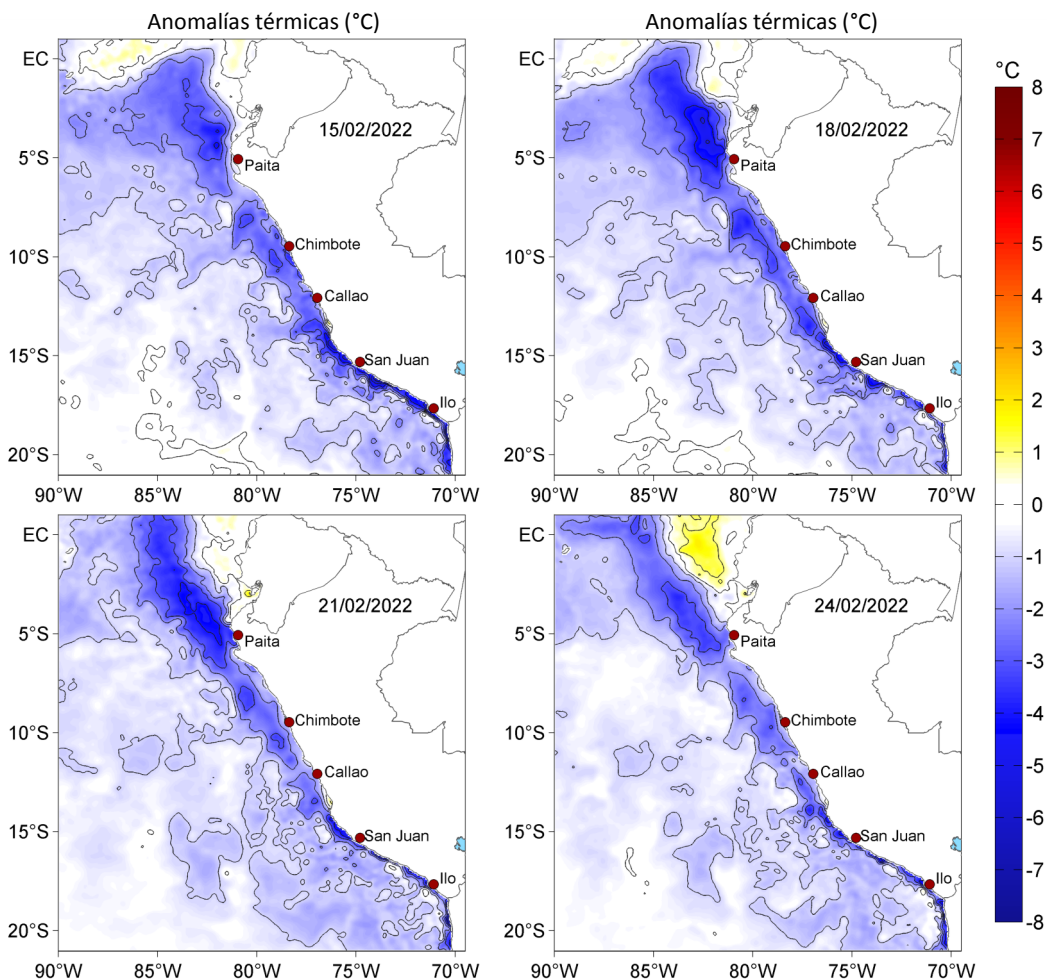 Anomalías térmicas (°C)
Anomalías térmicas (°C)
EC
5°S
10°S
15°S
20°S
15/02/2022
Paita
Chimbote
Callao
San Juan
Ilo
90°W 85°W 80°W 75°W 70°W
EC
5°S
10°S
15°S
20°S
18/02/2022
Paita
Chimbote
Callao
San Juan
Ilo
90°W 85°W 80°W 75°W 70°W
EC
5°S
10°S
15°S
20°S
21/02/2022
Paita
Chimbote
Callao
San Juan
Ilo
90°W 85°W 80°W 75°W 70°W
EC
5°S
10°S
15°S
20°S
24/02/2022
Paita
Chimbote
Callao
San Juan
Ilo
90°W 85°W 80°W 75°W 70°W
°C
8
7
6
5
4
3
2
1
0
-1
-2
-3
-4
-5
-6
-7
-8